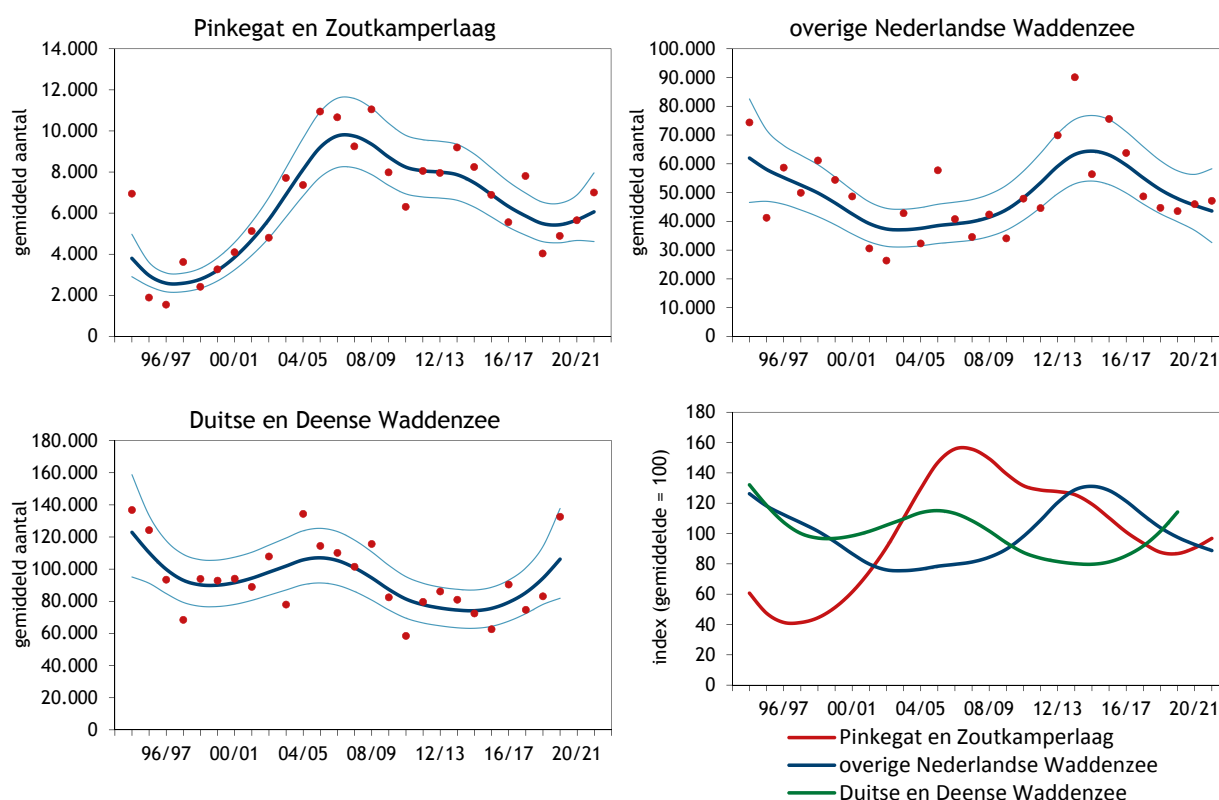 Pinkegat en Zoutkamperlaag
gemiddeld aantal
14.000
12.000
10.000
8.000
6.000
4.000
2.000
0
96/97 00/01 04/05 08/09 12/13 16/17 20/21
overige Nederlandse Waddenzee
gemiddeld aantal
100.000
90.000
80.000
70.000
60.000
50.000
40.000
30.000
20.000
10.000
0
96/97 00/01 04/05 08/09 12/13 16/17 20/21
Duitse en Deense Waddenzee
gemiddeld aantal
180.000
160.000
140.000
120.000
100.000
80.000
60.000
40.000
20.000
0
96/97 00/01 04/05 08/09 12/13 16/17 20/21
index (gemiddelde = 100)
180
160
140
120
100
80
60
40
20
0
96/97 00/01 04/05 08/09 12/13 16/17 20/21
Pinkegat en Zoutkamperlaag
overige Nederlandse Waddenzee
Duitse en Deense Waddenzee